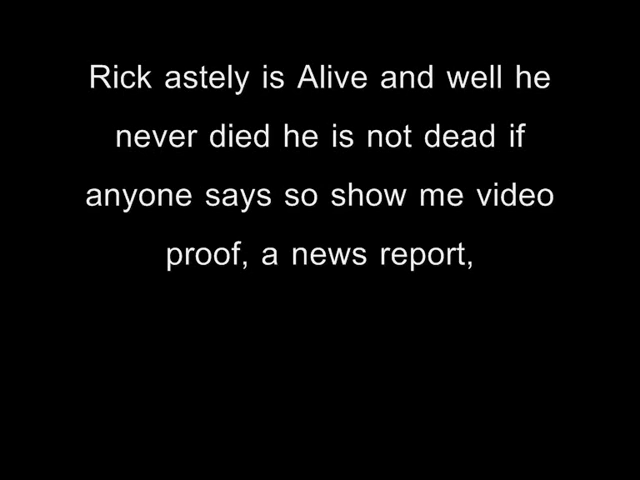 Rick astely is Alive and well he
never died he is not dead if
anyone says so show me video
proof, a news report,